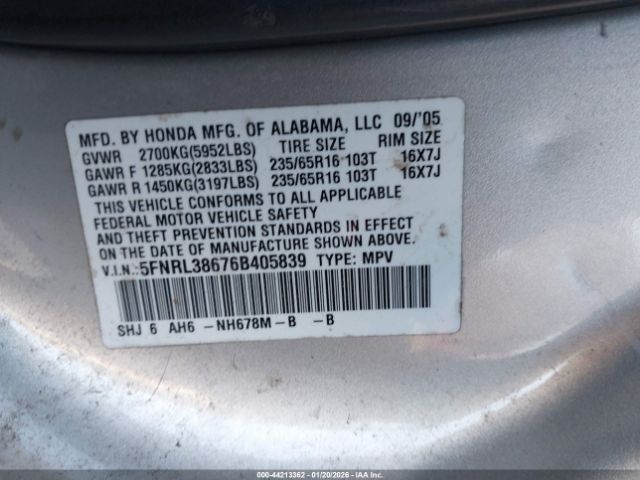 MFD. BY HONDA MFG. OF ALABAMA, LLC 09/'05
GVWR 2700KG(5952LBS) TIRE SIZE RIM SIZE
GAWR F 1285KG(2833LBS) 235/65R16 103T 16X7J
GAWR R 1450KG(3197LBS) 235/65R16 103T 16X7J
THIS VEHICLE CONFORMS TO ALL APPLICABLE
FEDERAL MOTOR VEHICLE SAFETY
AND THEFT PREVENTION STANDARDS IN EFFECT
ON THE DATE OF MANUFACTURE SHOWN ABOVE.
V.I.N.:5FNRL38676B405839 TYPE: MPV
SHJ 6 AH6 -NH678M-B -B
000-44213362 | 01/20/2026 - IAA, Inc.